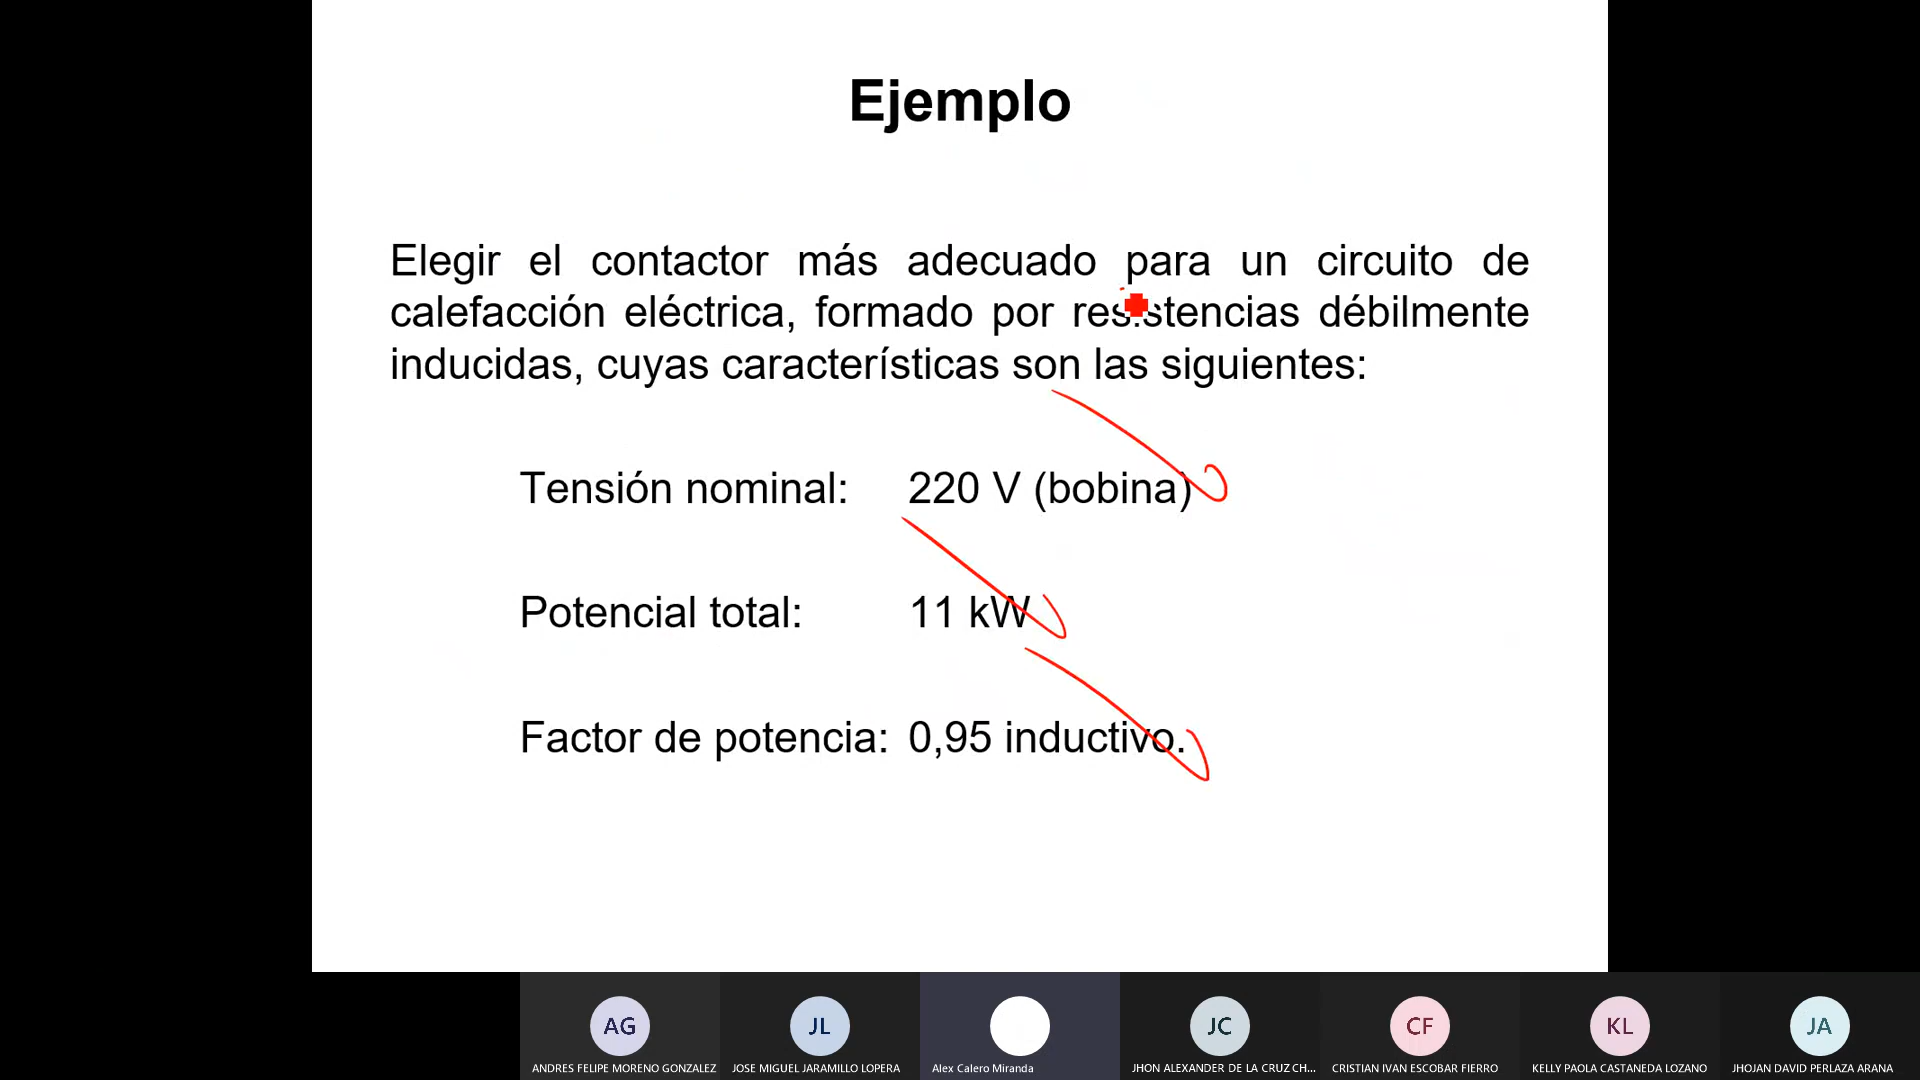 Ejemplo
Elegir el contactor más adecuado para un circuito de
calefacción eléctrica, formado por resistencias débilmente
inducidas, cuyas características son las siguientes:
Tensión nominal: 220 V (bobina)
Potencial total: 11 kW
Factor de potencia: 0,95 inductivo.
AG JL JC CF KL JA
ANDRES FELIPE MORENO GONZALEZ JOSE MIGUEL JARAMILLO LOPERA Alex Calero Miranda JHON ALEXANDER DE LA CRUZ CH... CRISTIAN IVAN ESCOBAR FIERRO KELLY PAOLA CASTANEDA LOZANO JHOJAN DAVID PERLAZA ARANA